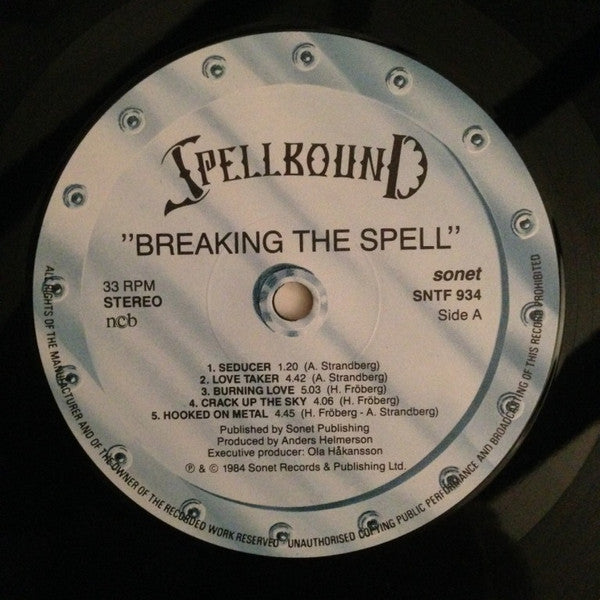 SPELLBOUND
"BREAKING THE SPELL"
33 RPM
STEREO
ncb
sonet
SNTF 934
Side A
1. SEDUCER 1.20 (A. Strandberg)
2. LOVE TAKER 4.42 (A. Strandberg)
3. BURNING LOVE 5.03 (H. Fröberg)
4. CRACK UP THE SKY 4.06 (H. Fröberg)
5. HOOKED ON METAL 4.45 (H. Fröberg - A. Strandberg)
Published by Sonet Publishing
Produced by Anders Helmerson
Executive producer: Ola Håkansson
℗ & © 1984 Sonet Records & Publishing Ltd.
ALL RIGHTS OF THE MANUFACTURER AND OF THE OWNER OF THE RECORDED WORK RESERVED · UNAUTHORISED COPYING PUBLIC PERFORMANCE AND BROADCASTING OF THIS RECORD PROHIBITED